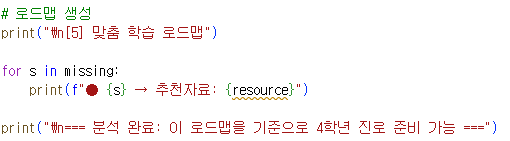 # 로드맵 생성
print("₩n[5] 맞춤 학습 로드맵")
for s in missing:
print(f"● {s} → 추천자료: {resource}")
print("₩n=== 분석 완료: 이 로드맵을 기준으로 4학년 진로 준비 가능 ===")